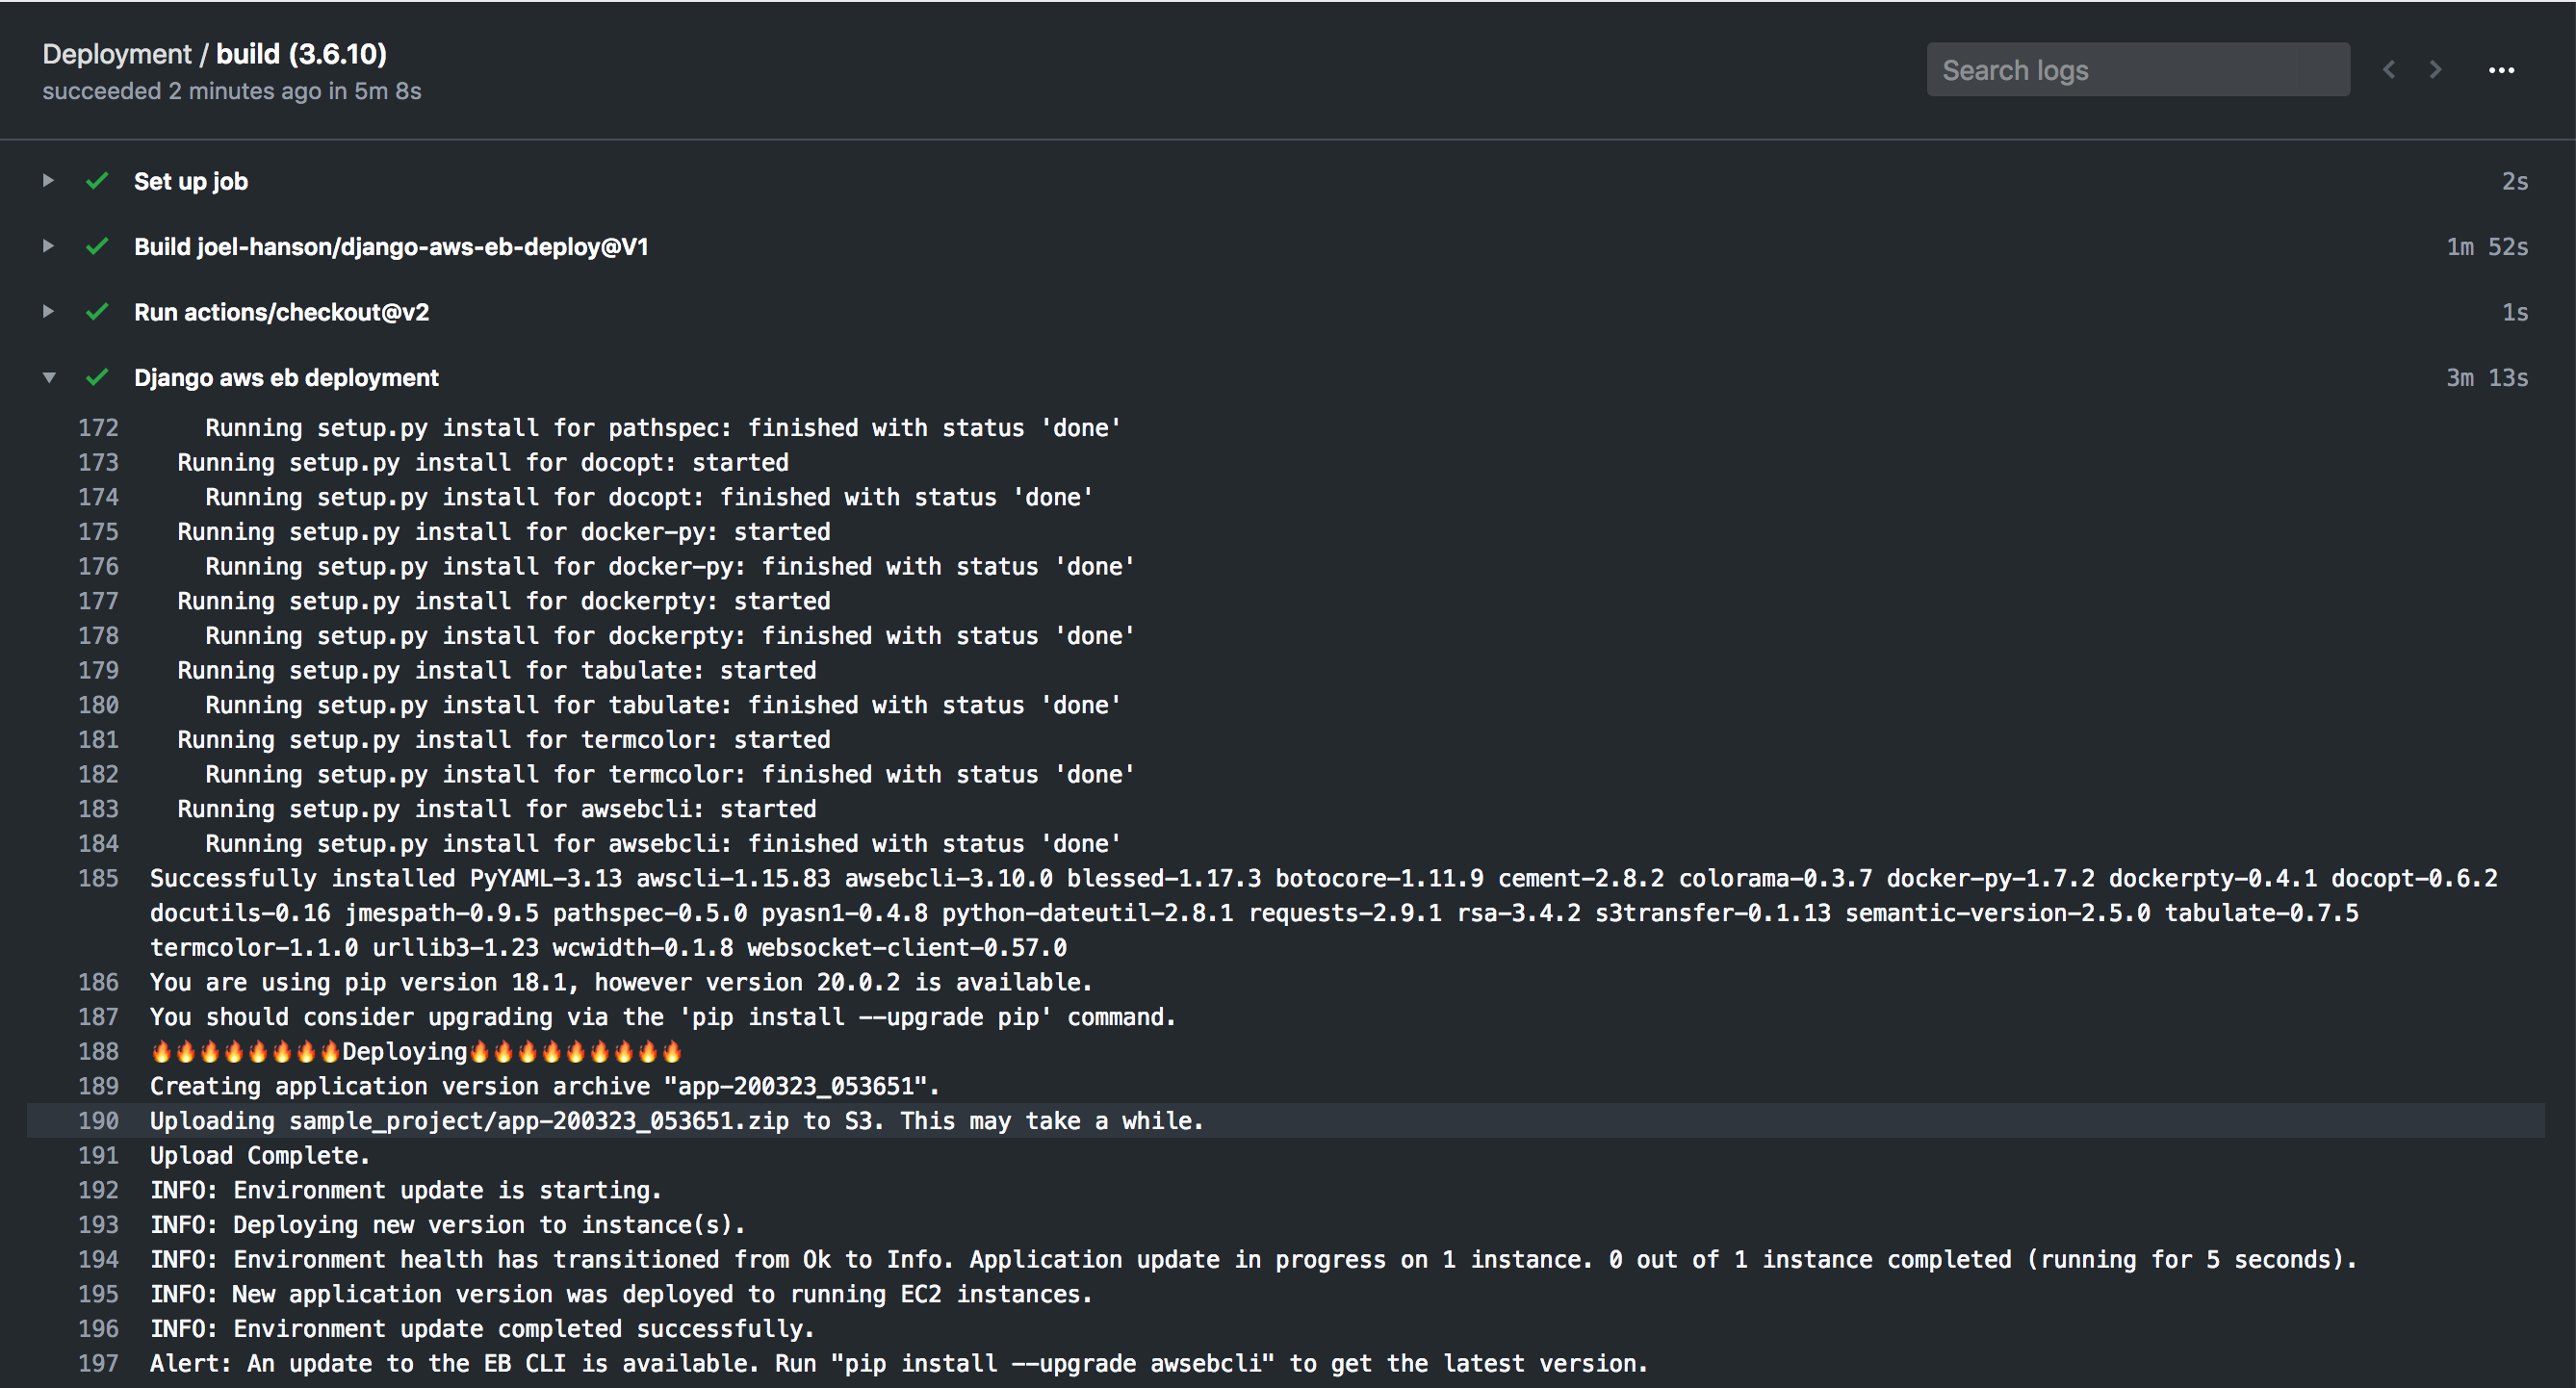 Deployment / build (3.6.10)
succeeded 2 minutes ago in 5m 8s
Search logs
Set up job 2s
Build joel-hanson/django-aws-eb-deploy@V1 1m 52s
Run actions/checkout@v2 1s
Django aws eb deployment 3m 13s
172 Running setup.py install for pathspec: finished with status 'done'
173 Running setup.py install for docopt: started
174 Running setup.py install for docopt: finished with status 'done'
175 Running setup.py install for docker-py: started
176 Running setup.py install for docker-py: finished with status 'done'
177 Running setup.py install for dockerpty: started
178 Running setup.py install for dockerpty: finished with status 'done'
179 Running setup.py install for tabulate: started
180 Running setup.py install for tabulate: finished with status 'done'
181 Running setup.py install for termcolor: started
182 Running setup.py install for termcolor: finished with status 'done'
183 Running setup.py install for awsebcli: started
184 Running setup.py install for awsebcli: finished with status 'done'
185 Successfully installed PyYAML-3.13 awscli-1.15.83 awsebcli-3.10.0 blessed-1.17.3 botocore-1.11.9 cement-2.8.2 colorama-0.3.7 docker-py-1.7.2 dockerpty-0.4.1 docopt-0.6.2
docutils-0.16 jmespath-0.9.5 pathspec-0.5.0 pyasn1-0.4.8 python-dateutil-2.8.1 requests-2.9.1 rsa-3.4.2 s3transfer-0.1.13 semantic-version-2.5.0 tabulate-0.7.5
termcolor-1.1.0 urllib3-1.23 wcwidth-0.1.8 websocket-client-0.57.0
186 You are using pip version 18.1, however version 20.0.2 is available.
187 You should consider upgrading via the 'pip install --upgrade pip' command.
188 🔥🔥🔥🔥🔥🔥🔥🔥Deploying🔥🔥🔥🔥🔥🔥🔥🔥🔥
189 Creating application version archive "app-200323_053651".
190 Uploading sample_project/app-200323_053651.zip to S3. This may take a while.
191 Upload Complete.
192 INFO: Environment update is starting.
193 INFO: Deploying new version to instance(s).
194 INFO: Environment health has transitioned from Ok to Info. Application update in progress on 1 instance. 0 out of 1 instance completed (running for 5 seconds).
195 INFO: New application version was deployed to running EC2 instances.
196 INFO: Environment update completed successfully.
197 Alert: An update to the EB CLI is available. Run "pip install --upgrade awsebcli" to get the latest version.